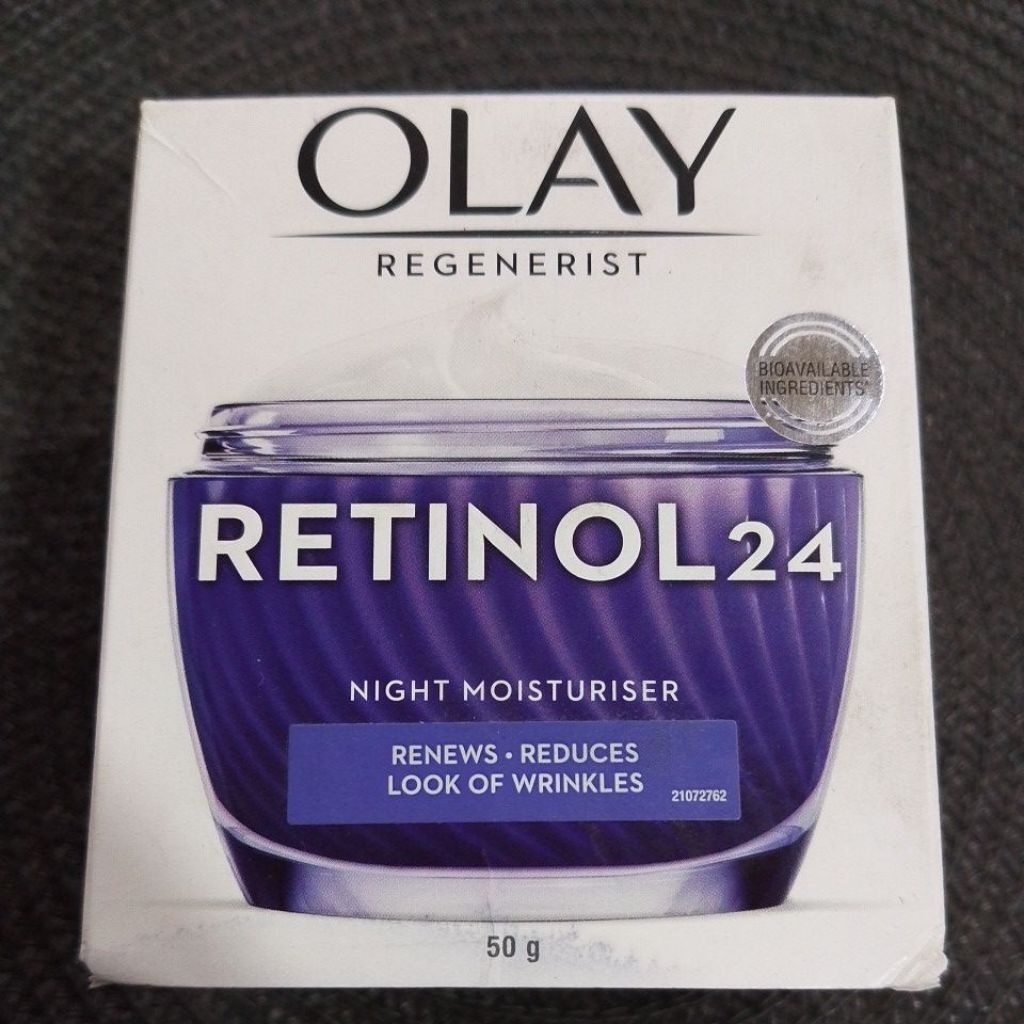 OLAY
REGENERIST
BIOAVAILABLE
INGREDIENTS^
RETINOL24
NIGHT MOISTURISER
RENEWS • REDUCES
LOOK OF WRINKLES
21072762
50 g